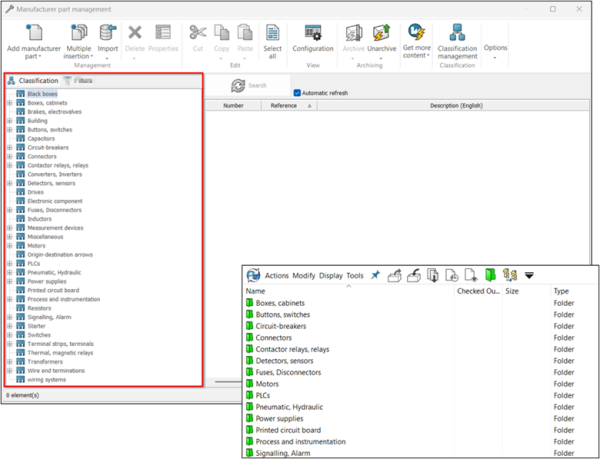 Manufacturer part management
Add manufacturer part
Multiple insertion
Import
Delete
Properties
Cut
Copy
Paste
Select all
Configuration
Archive
Unarchive
Get more content
Classification management
Options
Management
Edit
View
Archiving
Classification
Classification
Filters
Search
Automatic refresh
Number
Reference
Description (English)
Black boxes
Boxes, cabinets
Brakes, electrovalves
Building
Buttons, switches
Capacitors
Circuit-breakers
Connectors
Contactor relays, relays
Converters, Inverters
Detectors, sensors
Drives
Electronic component
Fuses, Disconnectors
Inductors
Measurement devices
Miscellaneous
Motors
Origin-destination arrows
PLCs
Pneumatic, Hydraulic
Power supplies
Printed circuit board
Process and instrumentation
Resistors
Signalling, Alarm
Starter
Switches
Terminal strips, terminals
Thermal, magnetic relays
Transformers
Wire end terminations
wiring systems
0 element(s)
Actions Modify Display Tools
Name Checked Ou... Size Type
Boxes, cabinets Folder
Buttons, switches Folder
Circuit-breakers Folder
Connectors Folder
Contactor relays, relays Folder
Detectors, sensors Folder
Fuses, Disconnectors Folder
Motors Folder
PLCs Folder
Pneumatic, Hydraulic Folder
Power supplies Folder
Printed circuit board Folder
Process and instrumentation Folder
Signalling, Alarm Folder